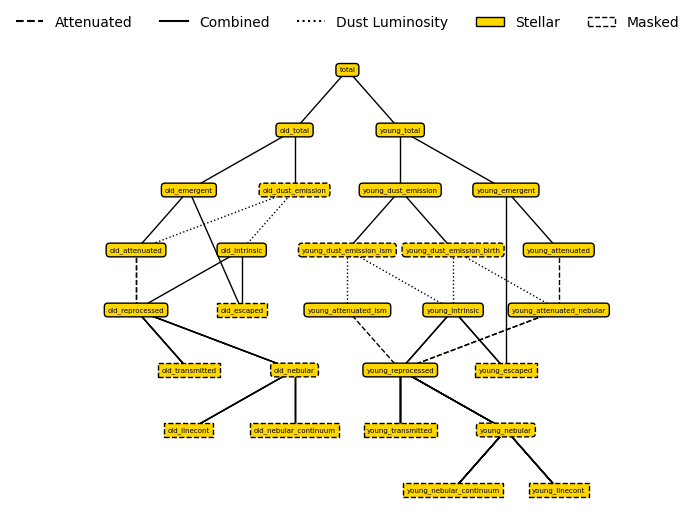 Attenuated Combined Dust Luminosity Stellar Masked
total
old_total young_total
old_emergent old_dust_emission young_dust_emission young_emergent
old_attenuated old_intrinsic young_dust_emission_ism young_dust_emission_birth young_attenuated
old_reprocessed old_escaped young_attenuated_ism young_intrinsic young_attenuated_nebular
old_transmitted old_nebular young_reprocessed young_escaped
old_linecont old_nebular_continuum young_transmitted young_nebular
young_nebular_continuum young_linecont